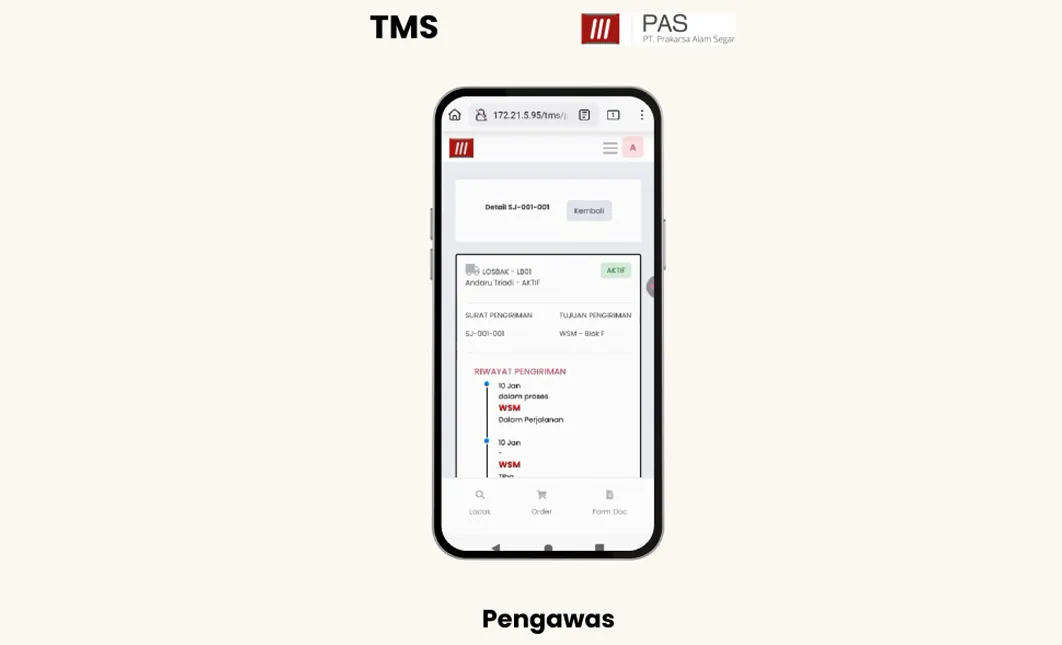 TMS
PAS
PT. Prakarsa Alam Segar
172.21.5.95/tms/
1
A
Detail SJ-001-001
Kembali
LOSBAK - LB01
AKTIF
Andaru Triadi - AKTIF
SURAT PENGIRIMAN
TUJUAN PENGIRIMAN
SJ-001-001
WSM - Blok F
RIWAYAT PENGIRIMAN
10 Jan
dalam proses
WSM
Dalam Perjalanan
10 Jan
-
WSM
Tiba
Lacak
Order
Form Doc
Pengawas